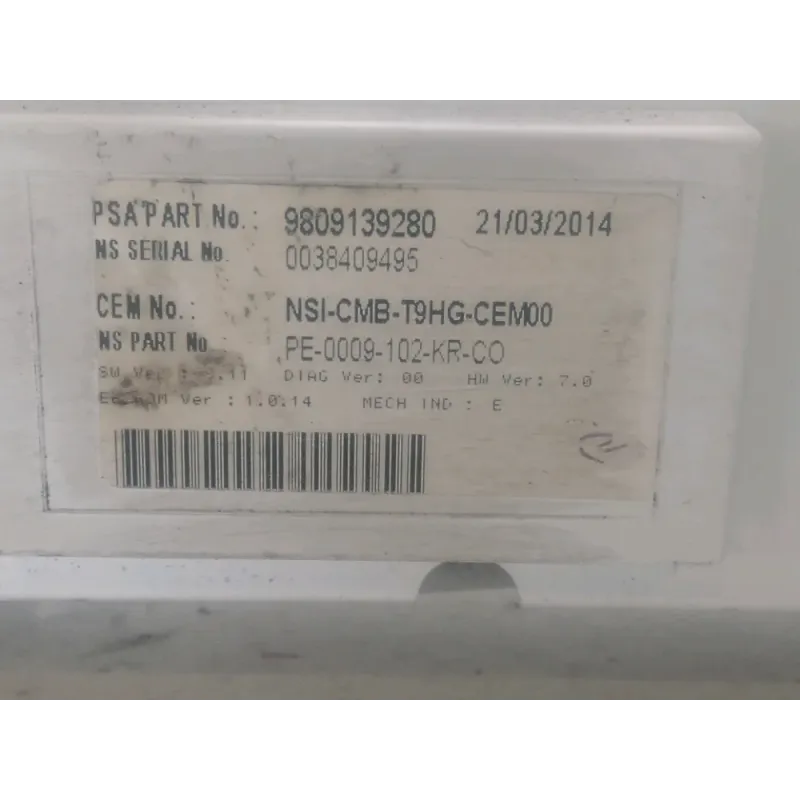 PSA PART No.: 9809139280 21/03/2014
NS SERIAL No. 0038409495
CEM No.: NSI-CMB-T9HG-CEM00
NS PART No PE-0009-102-KR-CO
SW Ver : DIAG Ver: 00 HW Ver: 7.0
Ver : 1.0.14 MECH IND : E